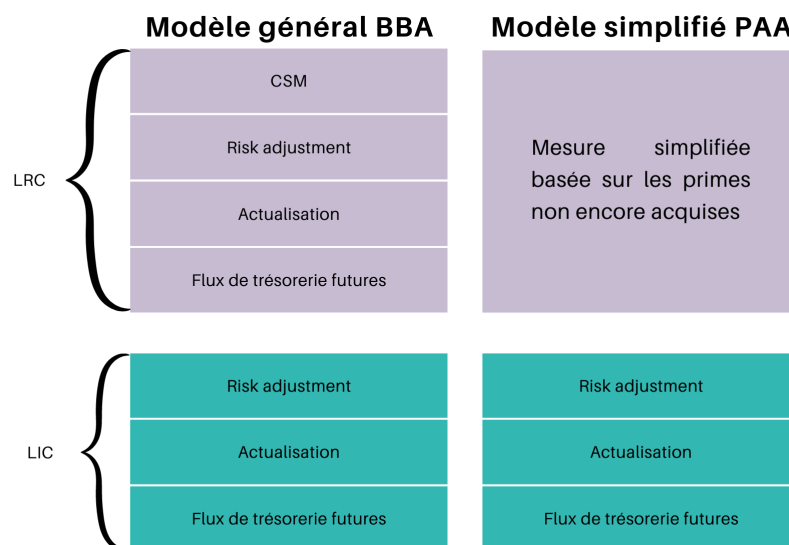 Modèle général BBA
Modèle simplifié PAA
LRC
CSM
Risk adjustment
Actualisation
Flux de trésorerie futures
Mesure simplifiée
basée sur les primes
non encore acquises
LIC
Risk adjustment
Actualisation
Flux de trésorerie futures
Risk adjustment
Actualisation
Flux de trésorerie futures